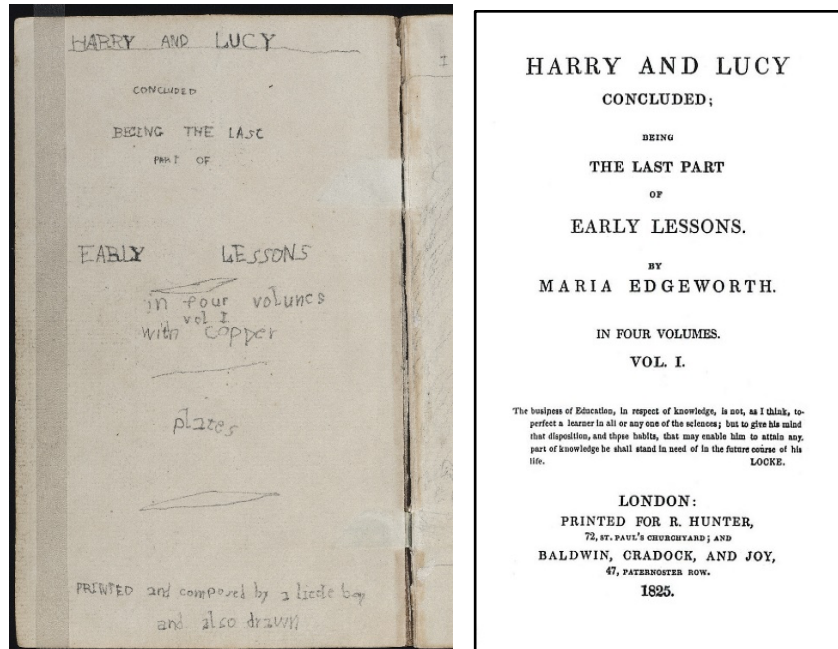 HARRY AND LUCY
CONCLUDED
BEEING THE LAST
PART OF
EARLY LESSONS
in four volunes
vol I
with copper
plates
PRINTED and composed by a little boy
and also drawn
HARRY AND LUCY
CONCLUDED;
BEING
THE LAST PART
OF
EARLY LESSONS.
BY
MARIA EDGEWORTH.
IN FOUR VOLUMES.
VOL. I.
The business of Education, in respect of knowledge, is not, as I think, to-
perfect a learner in all or any one of the sciences; but to give his mind
that disposition, and those habits, that may enable him to attain any.
part of knowledge he shall stand in need of in the future course of his
life. LOCKE.
LONDON:
PRINTED FOR R. HUNTER,
72, ST. PAUL'S CHURCHYARD; AND
BALDWIN, CRADOCK, AND JOY,
47, PATERNOSTER ROW.
1825.